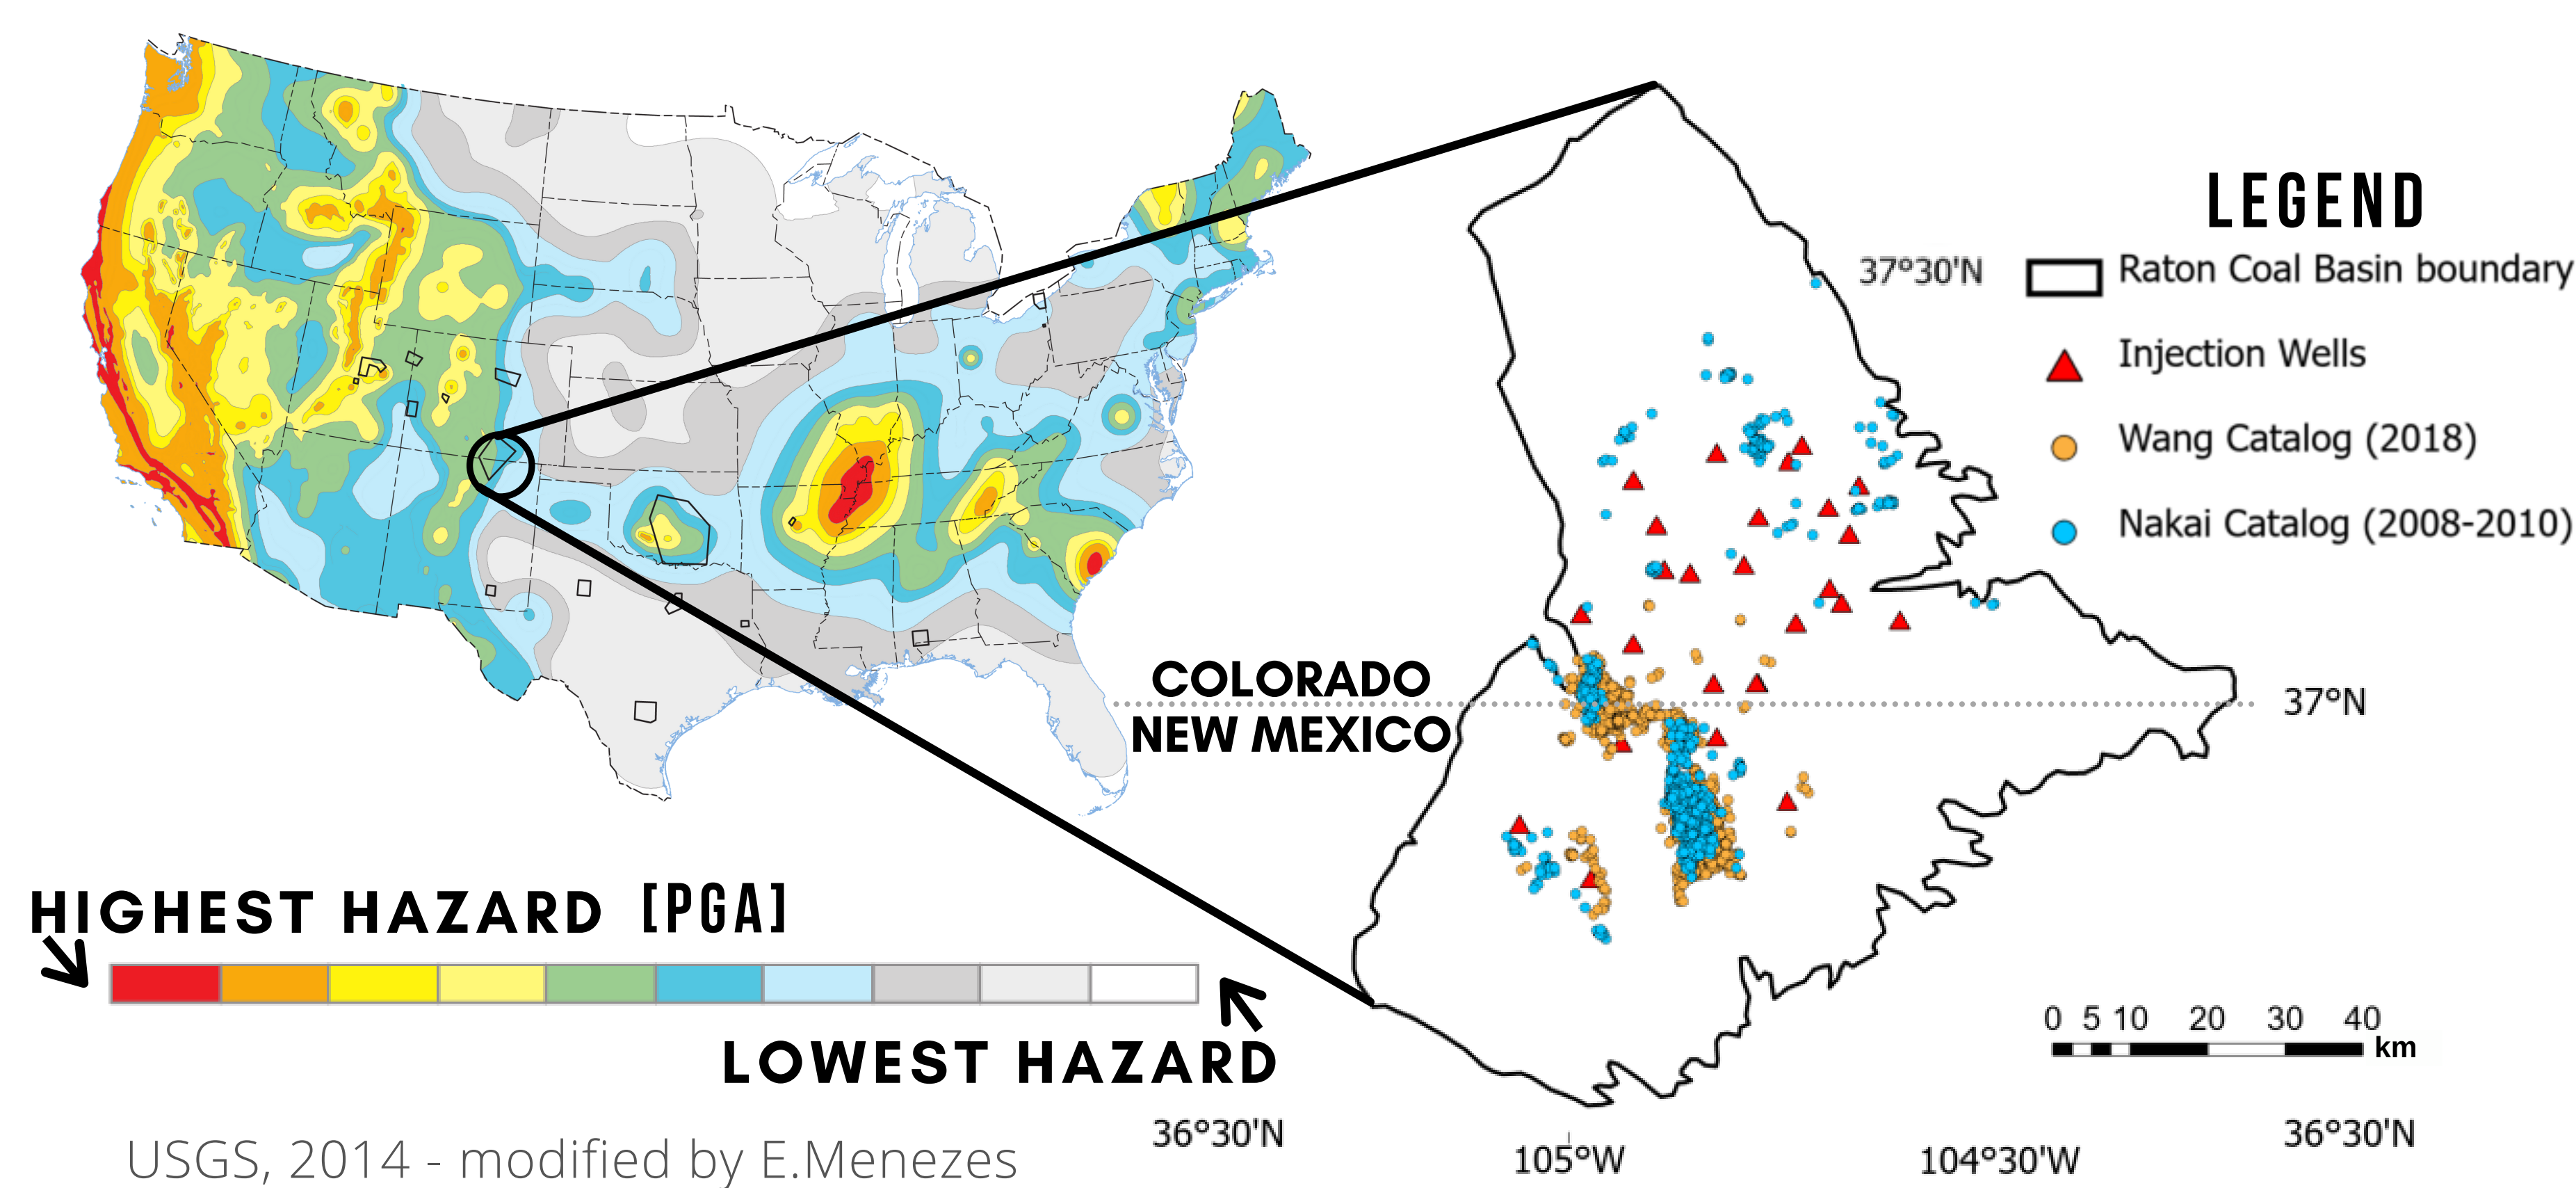 LEGEND
37°30'N
Raton Coal Basin boundary
Injection Wells
Wang Catalog (2018)
Nakai Catalog (2008-2010)
COLORADO
NEW MEXICO
37°N
HIGHEST HAZARD [PGA]
LOWEST HAZARD
0 5 10 20 30 40
km
36°30'N
36°30'N
105°W
104°30'W
USGS, 2014 - modified by E.Menezes